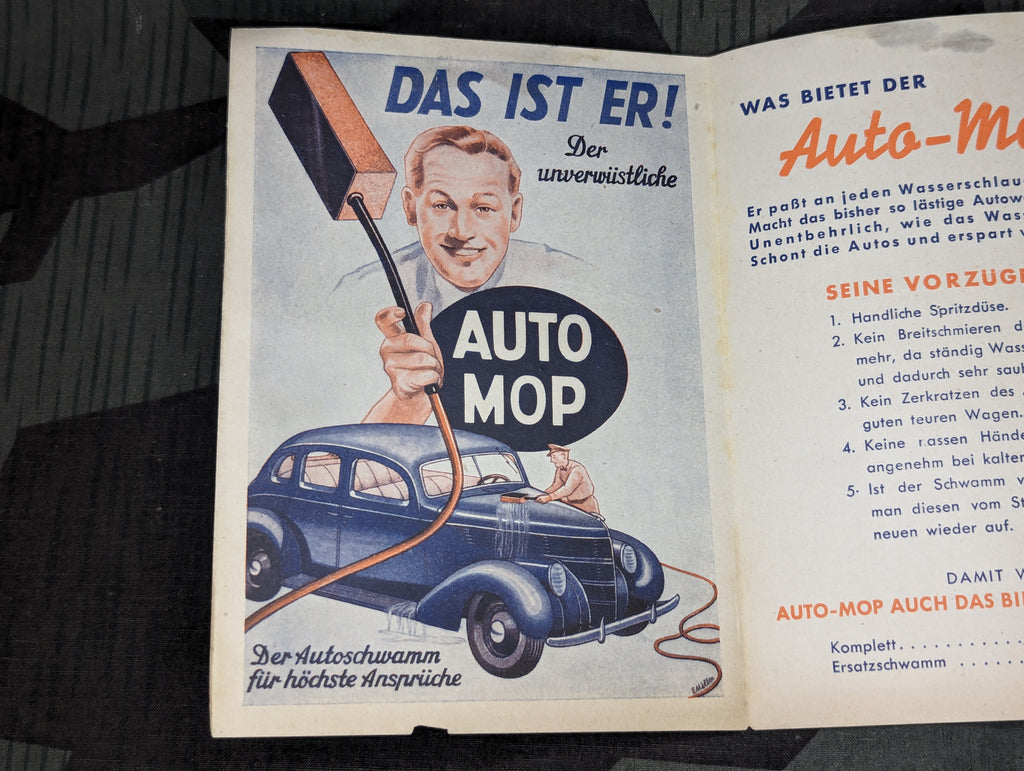 DAS IST ER!
Der
unverwüstliche
AUTO
MOP
Der Autoschwamm
für höchste Ansprüche
WAS BIETET DER
Auto-Mo
Er paßt an jeden Wasserschlau
Macht das bisher so lästige Autow
Unentbehrlich, wie das Was
Schont die Autos und erspart
SEINE VORZÜG
1. Handliche Spritzdüse.
2. Kein Breitschmieren d
mehr, da ständig Wass
und dadurch sehr saub
3. Kein Zerkratzen des
guten teuren Wagen.
4. Keine nassen Hände
angenehm bei kalter
5. Ist der Schwamm v
man diesen vom St
neuen wieder auf.
DAMIT
AUTO-MOP AUCH DAS BI
Komplett . . . . . . . . . .
Ersatzschwamm . . . . . .